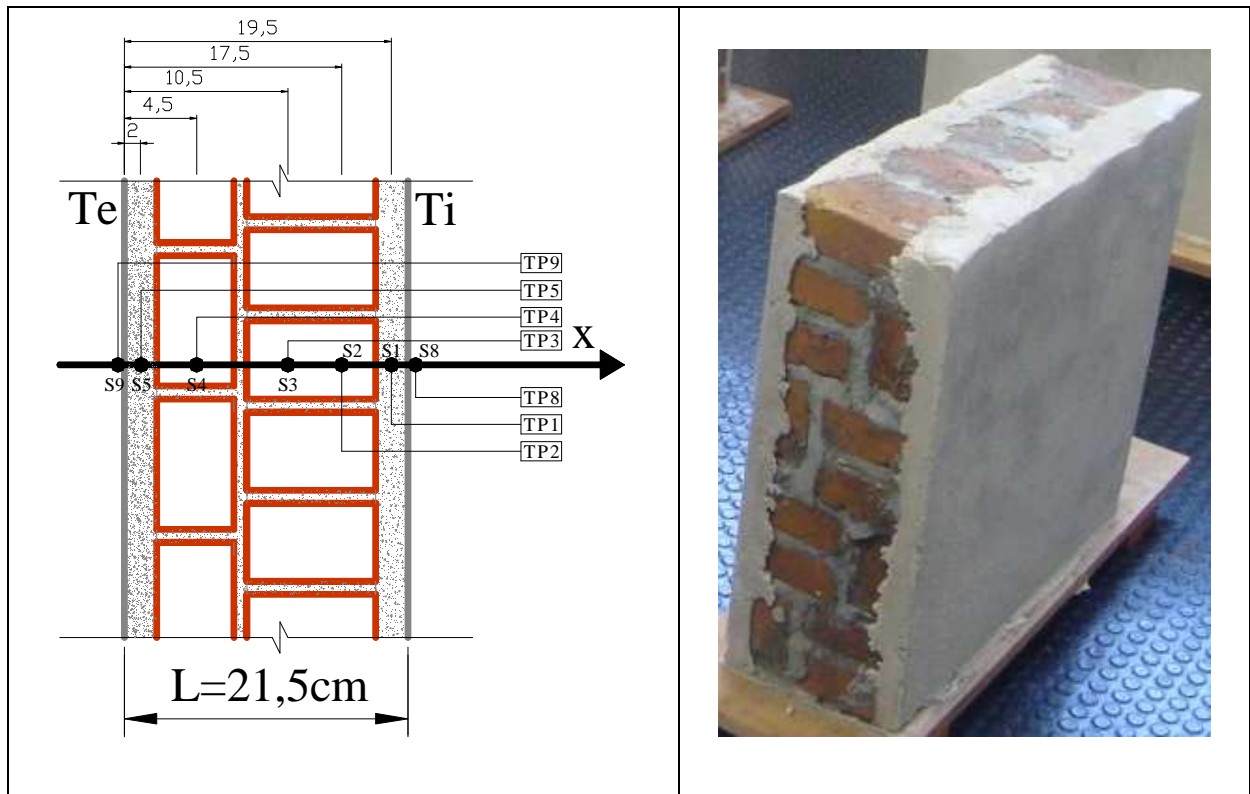 19,5
17,5
10,5
4,5
2
Te
Ti
TP9
TP5
TP4
TP3
X
S9
S5
S4
S3
S2
S1
S8
TP8
TP1
TP2
L=21,5cm